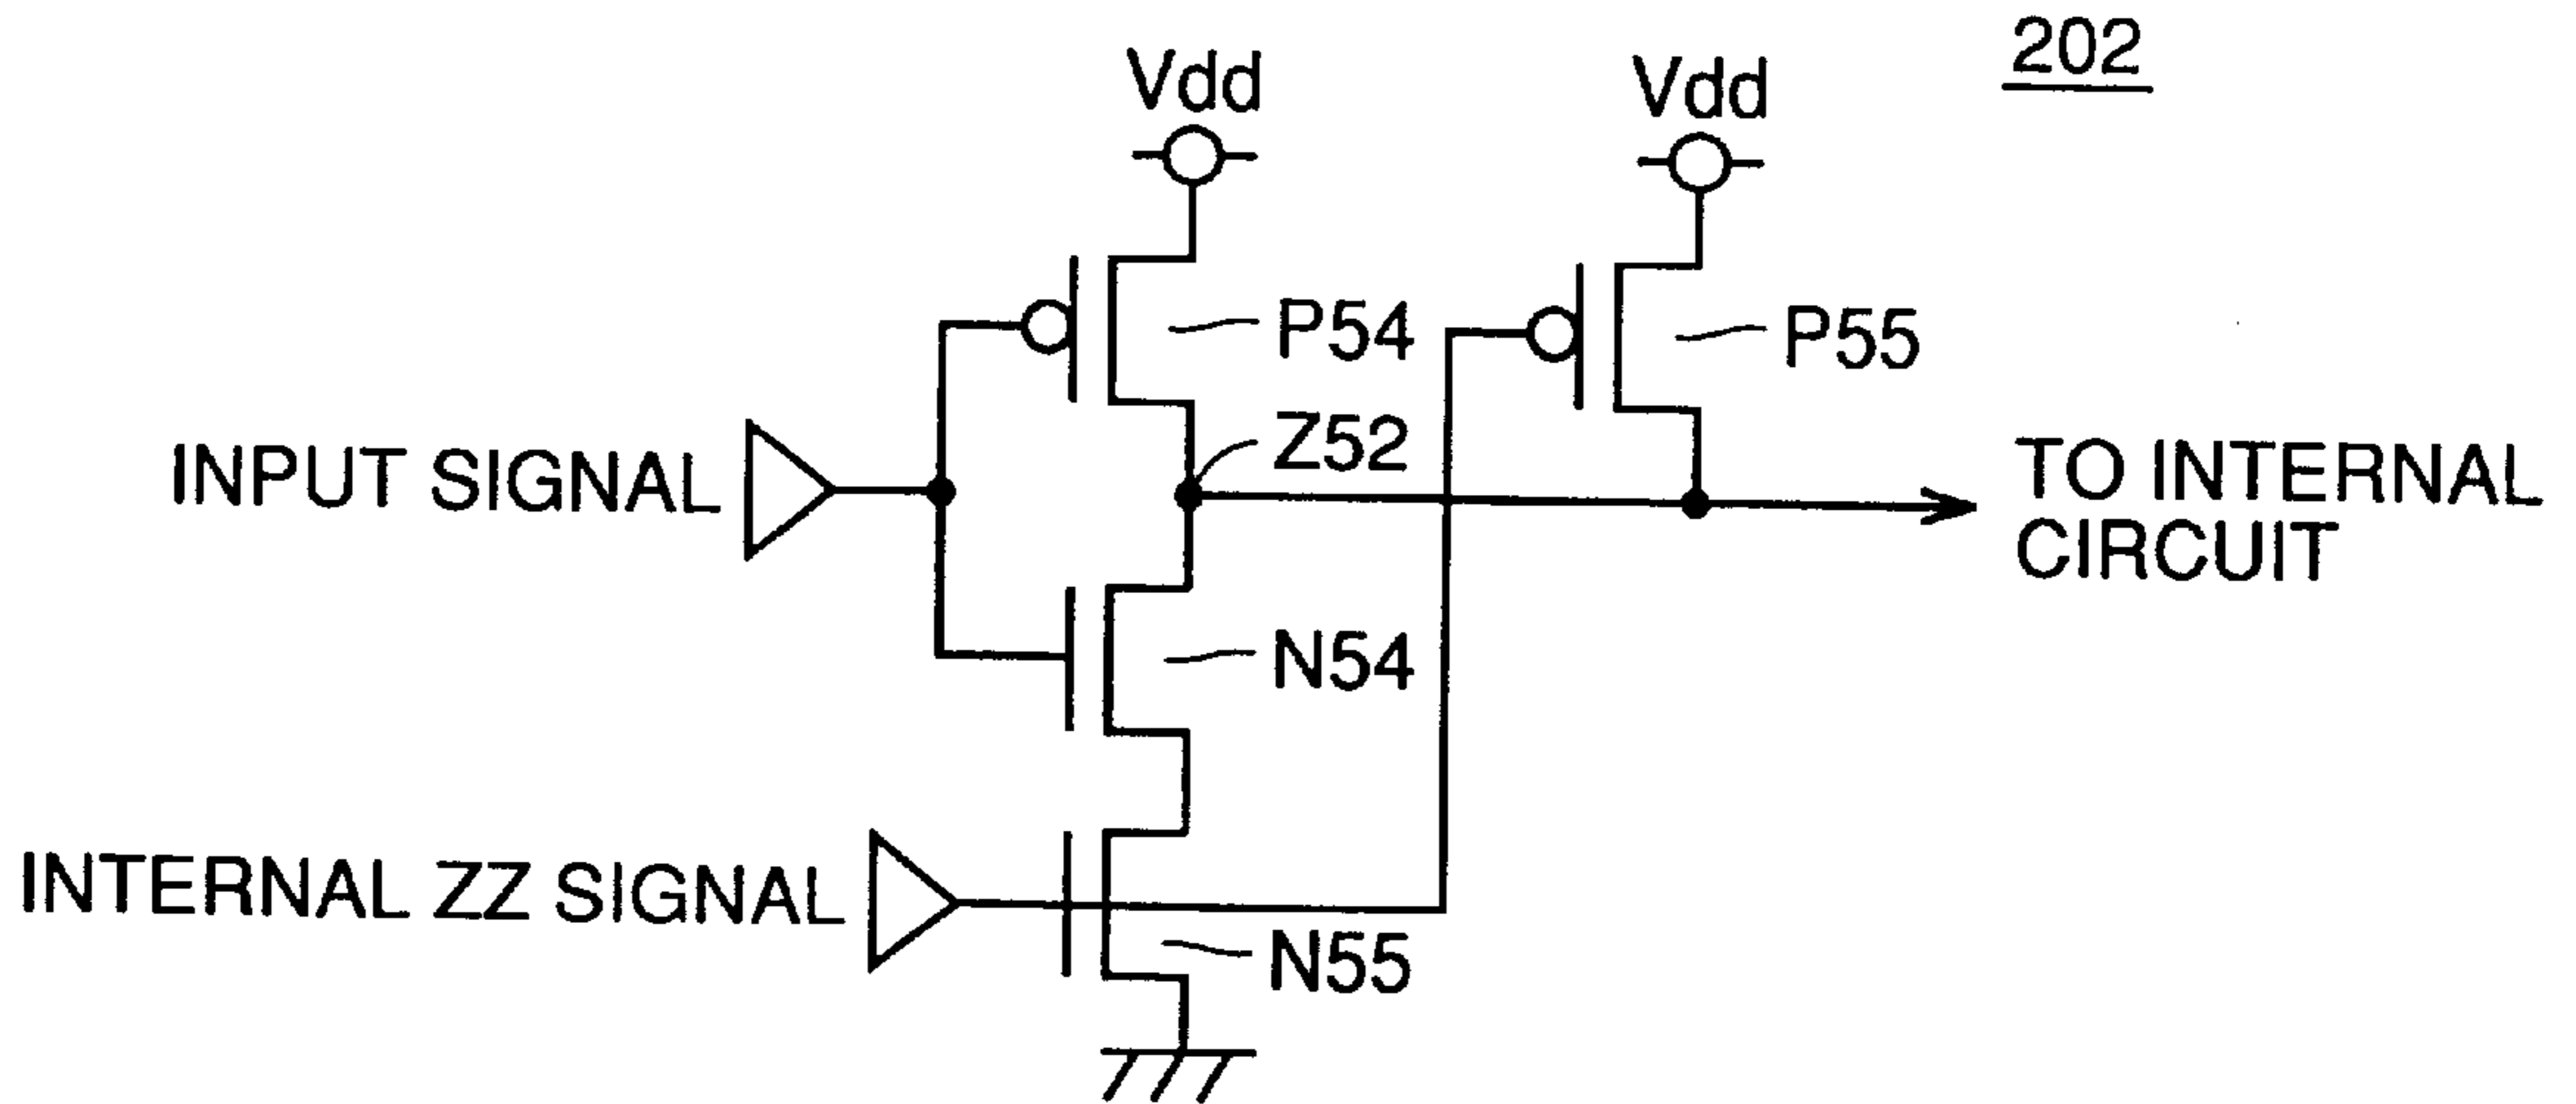 202
Vdd
Vdd
P54
P55
Z52
INPUT SIGNAL
TO INTERNAL
CIRCUIT
N54
INTERNAL ZZ SIGNAL
N55